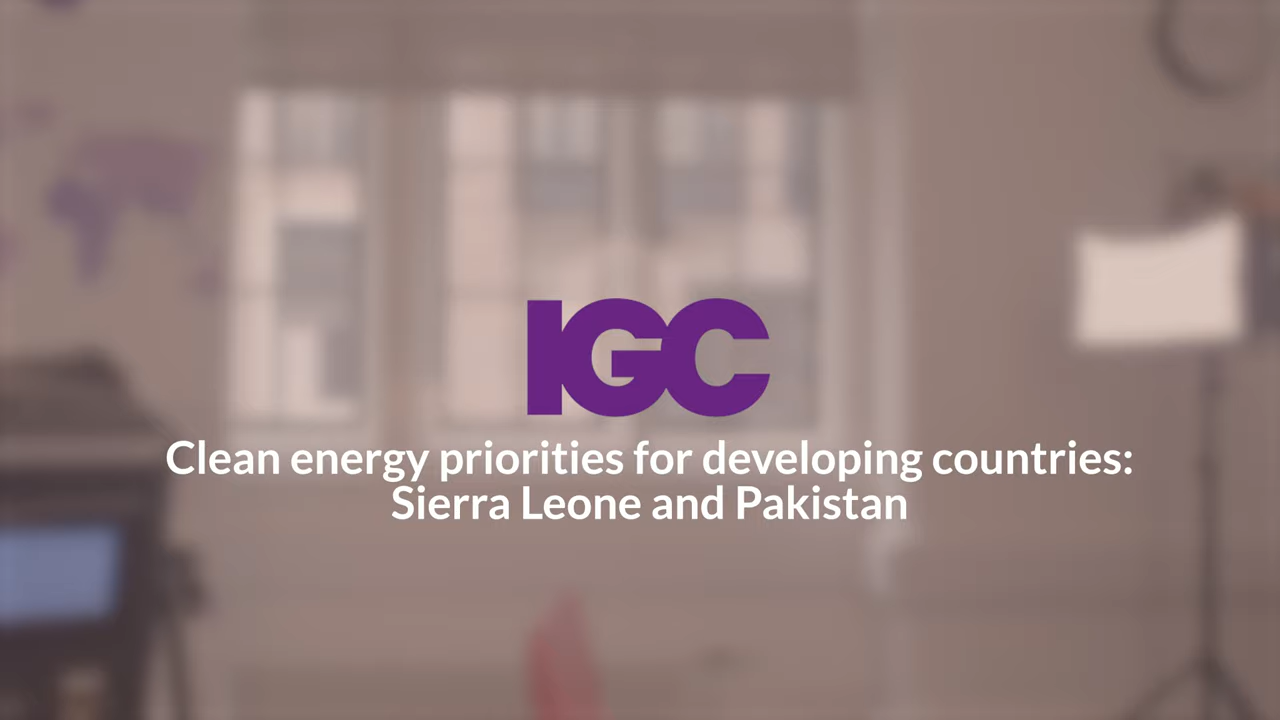 IGC
Clean energy priorities for developing countries:
Sierra Leone and Pakistan